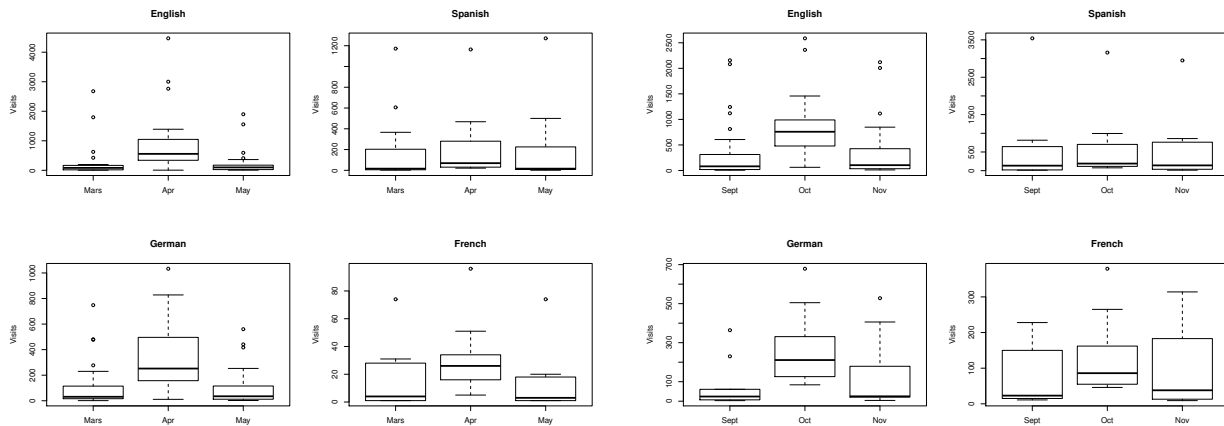 English
Visits
4000
3000
2000
1000
0
Mars Apr May
Spanish
Visits
1200
800
600
400
200
0
Mars Apr May
English
Visits
2500
2000
1500
1000
500
0
Sept Oct Nov
Spanish
Visits
3500
2500
1500
500
0
Sept Oct Nov
German
Visits
1000
800
600
400
200
0
Mars Apr May
French
Visits
80
60
40
20
0
Mars Apr May
German
Visits
700
500
300
100
0
Sept Oct Nov
French
Visits
300
200
100
0
Sept Oct Nov